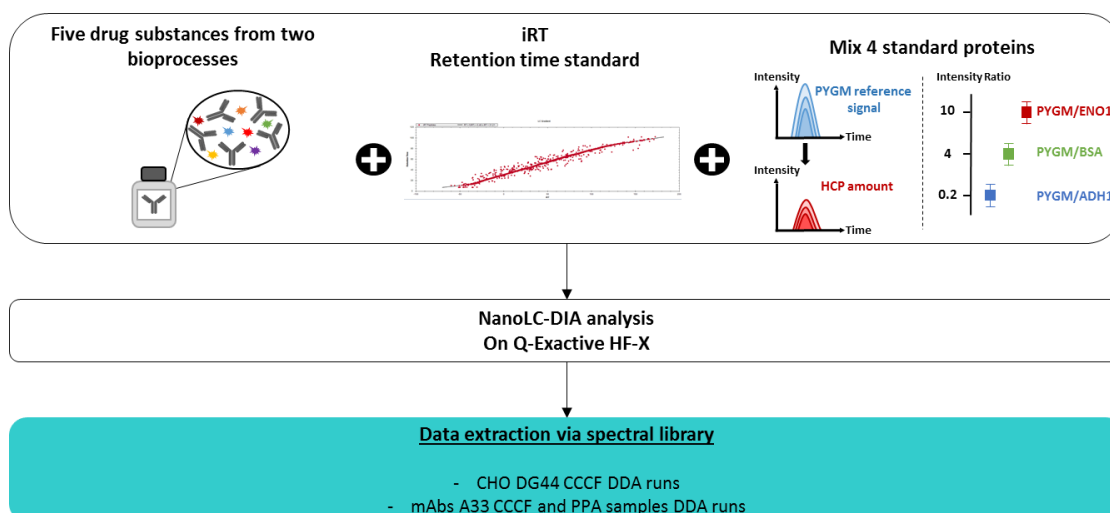 Five drug substances from two
bioprocesses
iRT
Retention time standard
Mix 4 standard proteins
Intensity
PYGM reference
signal
Time
Intensity
HCP amount
Time
Intensity Ratio
10
PYGM/ENO1
4
PYGM/BSA
0.2
PYGM/ADH1
NanoLC-DIA analysis
On Q-Exactive HF-X
Data extraction via spectral library
- CHO DG44 CCCF DDA runs
- mAbs A33 CCCF and PPA samples DDA runs